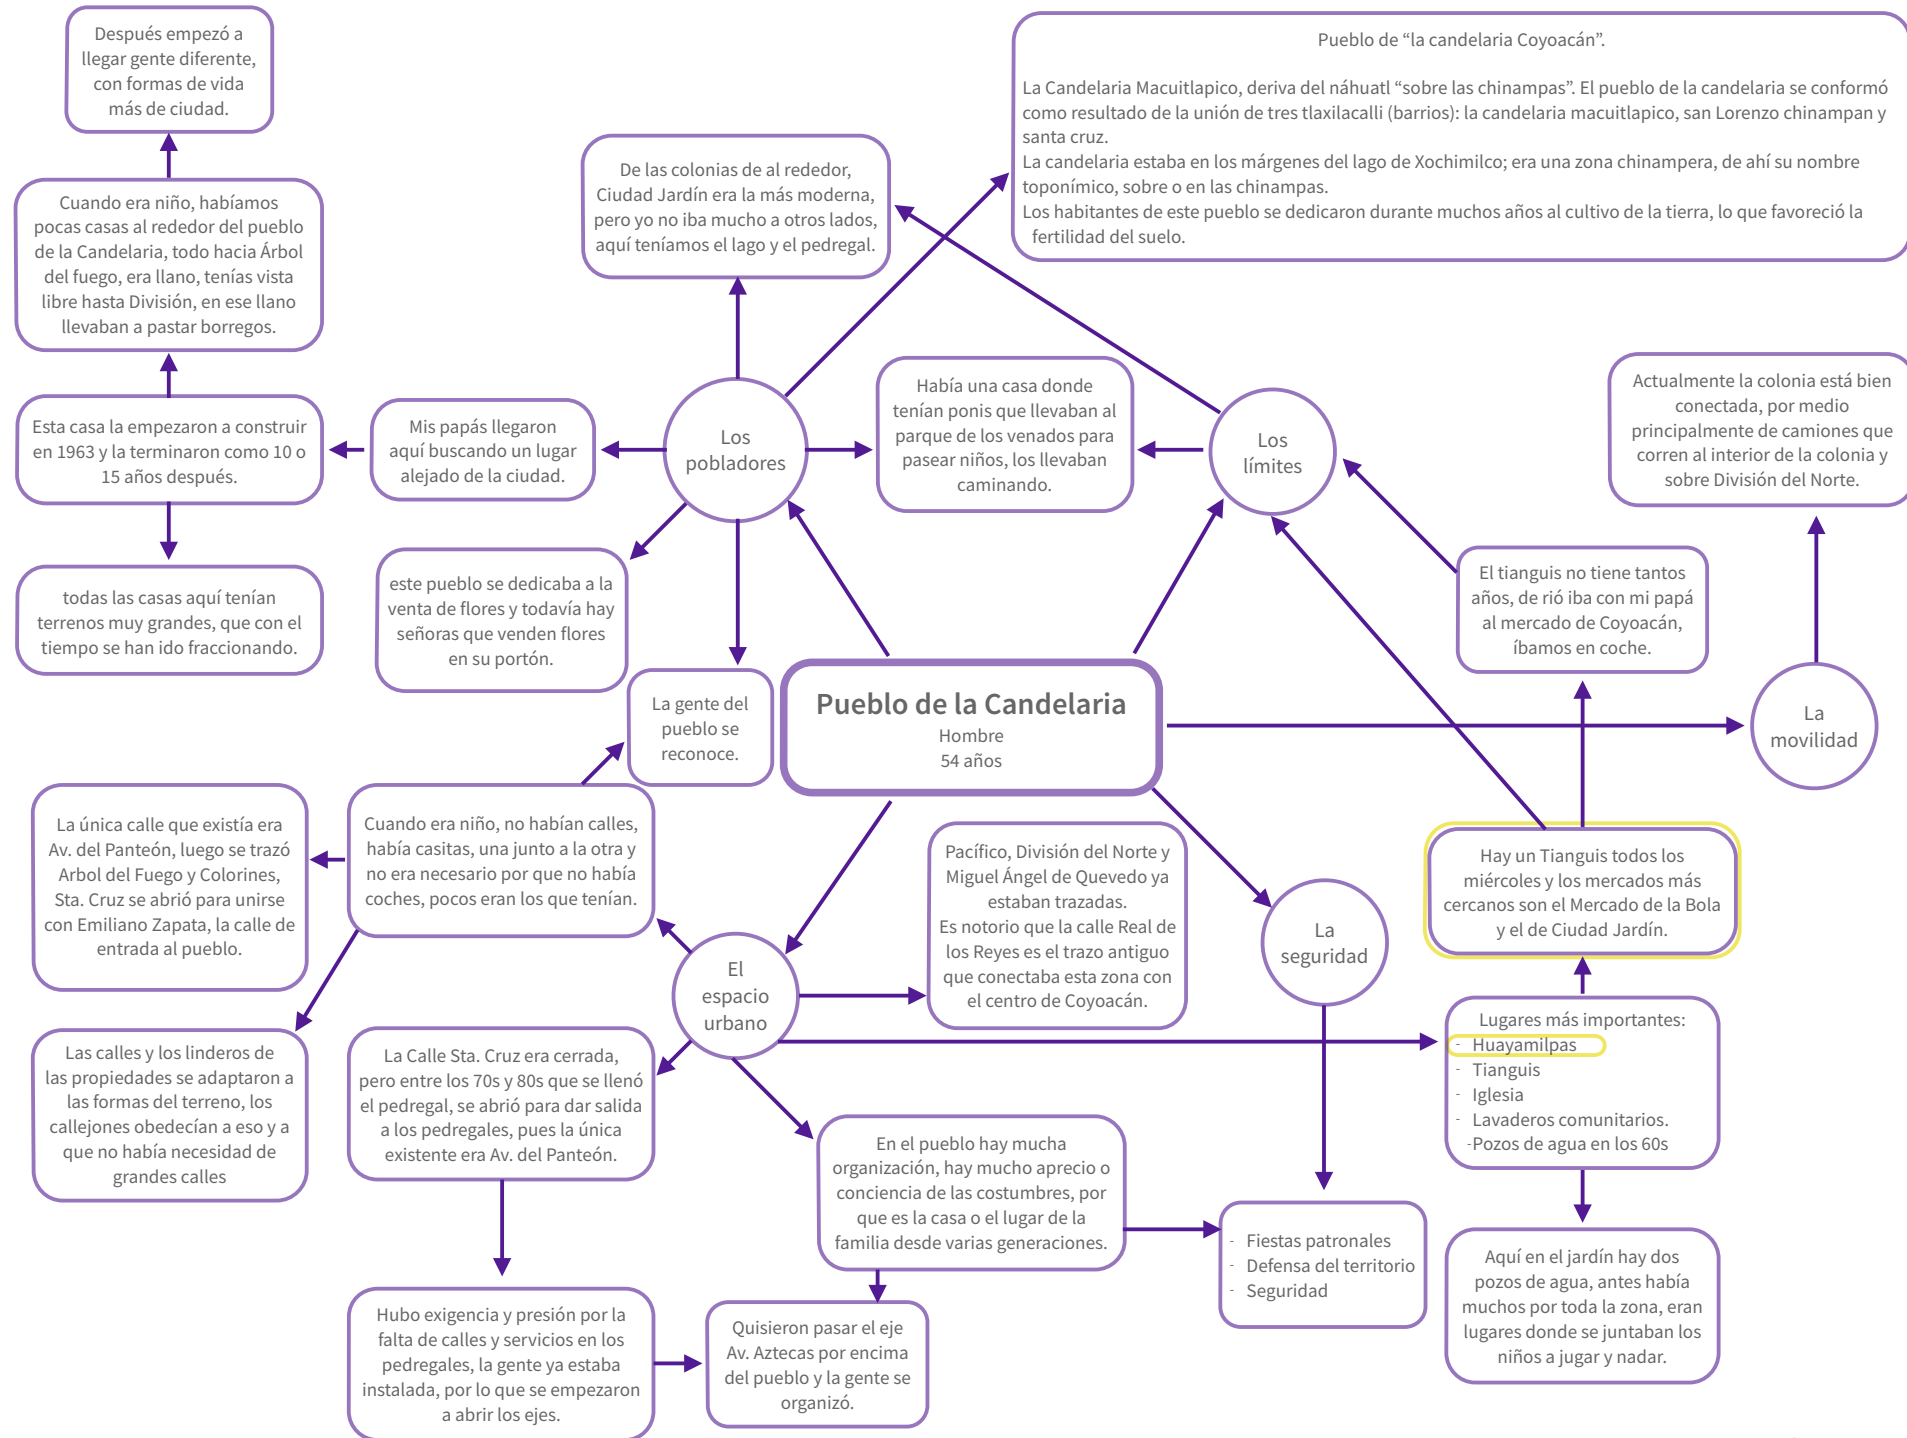 Después empezó a
llegar gente diferente,
con formas de vida
más de ciudad.
Pueblo de “la candelaria Coyoacán”.
La Candelaria Macuitlapico, deriva del náhuatl “sobre las chinampas”. El pueblo de la candelaria se conformó
como resultado de la unión de tres tlaxilacalli (barrios): la candelaria macuitlapico, san Lorenzo chinampan y
santa cruz.
La candelaria estaba en los márgenes del lago de Xochimilco; era una zona chinampera, de ahí su nombre
toponímico, sobre o en las chinampas.
Los habitantes de este pueblo se dedicaron durante muchos años al cultivo de la tierra, lo que favoreció la
fertilidad del suelo.
De las colonias de al rededor,
Ciudad Jardín era la más moderna,
pero yo no iba mucho a otros lados,
aquí teníamos el lago y el pedregal.
Cuando era niño, habíamos
pocas casas al rededor del pueblo
de la Candelaria, todo hacia Árbol
del fuego, era llano, tenías vista
libre hasta División, en ese llano
llevaban a pastar borregos.
Esta casa la empezaron a construir
en 1963 y la terminaron como 10 o
15 años después.
Mis papás llegaron
aquí buscando un lugar
alejado de la ciudad.
Los
pobladores
Había una casa donde
tenían ponis que llevaban al
parque de los venados para
pasear niños, los llevaban
caminando.
Los
límites
Actualmente la colonia está bien
conectada, por medio
principalmente de camiones que
corren al interior de la colonia y
sobre División del Norte.
todas las casas aquí tenían
terrenos muy grandes, que con el
tiempo se han ido fraccionando.
este pueblo se dedicaba a la
venta de flores y todavía hay
señoras que venden flores
en su portón.
El tianguis no tiene tantos
años, de rió iba con mi papá
al mercado de Coyoacán,
íbamos en coche.
La gente del
pueblo se
reconoce.
Pueblo de la Candelaria
Hombre
54 años
La
movilidad
La única calle que existía era
Av. del Panteón, luego se trazó
Arbol del Fuego y Colorines,
Sta. Cruz se abrió para unirse
con Emiliano Zapata, la calle de
entrada al pueblo.
Cuando era niño, no habían calles,
había casitas, una junto a la otra y
no era necesario por que no había
coches, pocos eran los que tenían.
Pacífico, División del Norte y
Miguel Ángel de Quevedo ya
estaban trazadas.
Es notorio que la calle Real de
los Reyes es el trazo antiguo
que conectaba esta zona con
el centro de Coyoacán.
La
seguridad
Hay un Tianguis todos los
miércoles y los mercados más
cercanos son el Mercado de la Bola
y el de Ciudad Jardín.
El
espacio
urbano
Las calles y los linderos de
las propiedades se adaptaron a
las formas del terreno, los
callejones obedecían a eso y a
que no había necesidad de
grandes calles
La Calle Sta. Cruz era cerrada,
pero entre los 70s y 80s que se llenó
el pedregal, se abrió para dar salida
a los pedregales, pues la única
existente era Av. del Panteón.
Lugares más importantes:
- Huayamilpas
- Tianguis
- Iglesia
- Lavaderos comunitarios.
-Pozos de agua en los 60s
En el pueblo hay mucha
organización, hay mucho aprecio o
conciencia de las costumbres, por
que es la casa o el lugar de la
familia desde varias generaciones.
- Fiestas patronales
- Defensa del territorio
- Seguridad
Aquí en el jardín hay dos
pozos de agua, antes había
muchos por toda la zona, eran
lugares donde se juntaban los
niños a jugar y nadar.
Hubo exigencia y presión por la
falta de calles y servicios en los
pedregales, la gente ya estaba
instalada, por lo que se empezaron
a abrir los ejes.
Quisieron pasar el eje
Av. Aztecas por encima
del pueblo y la gente se
organizó.